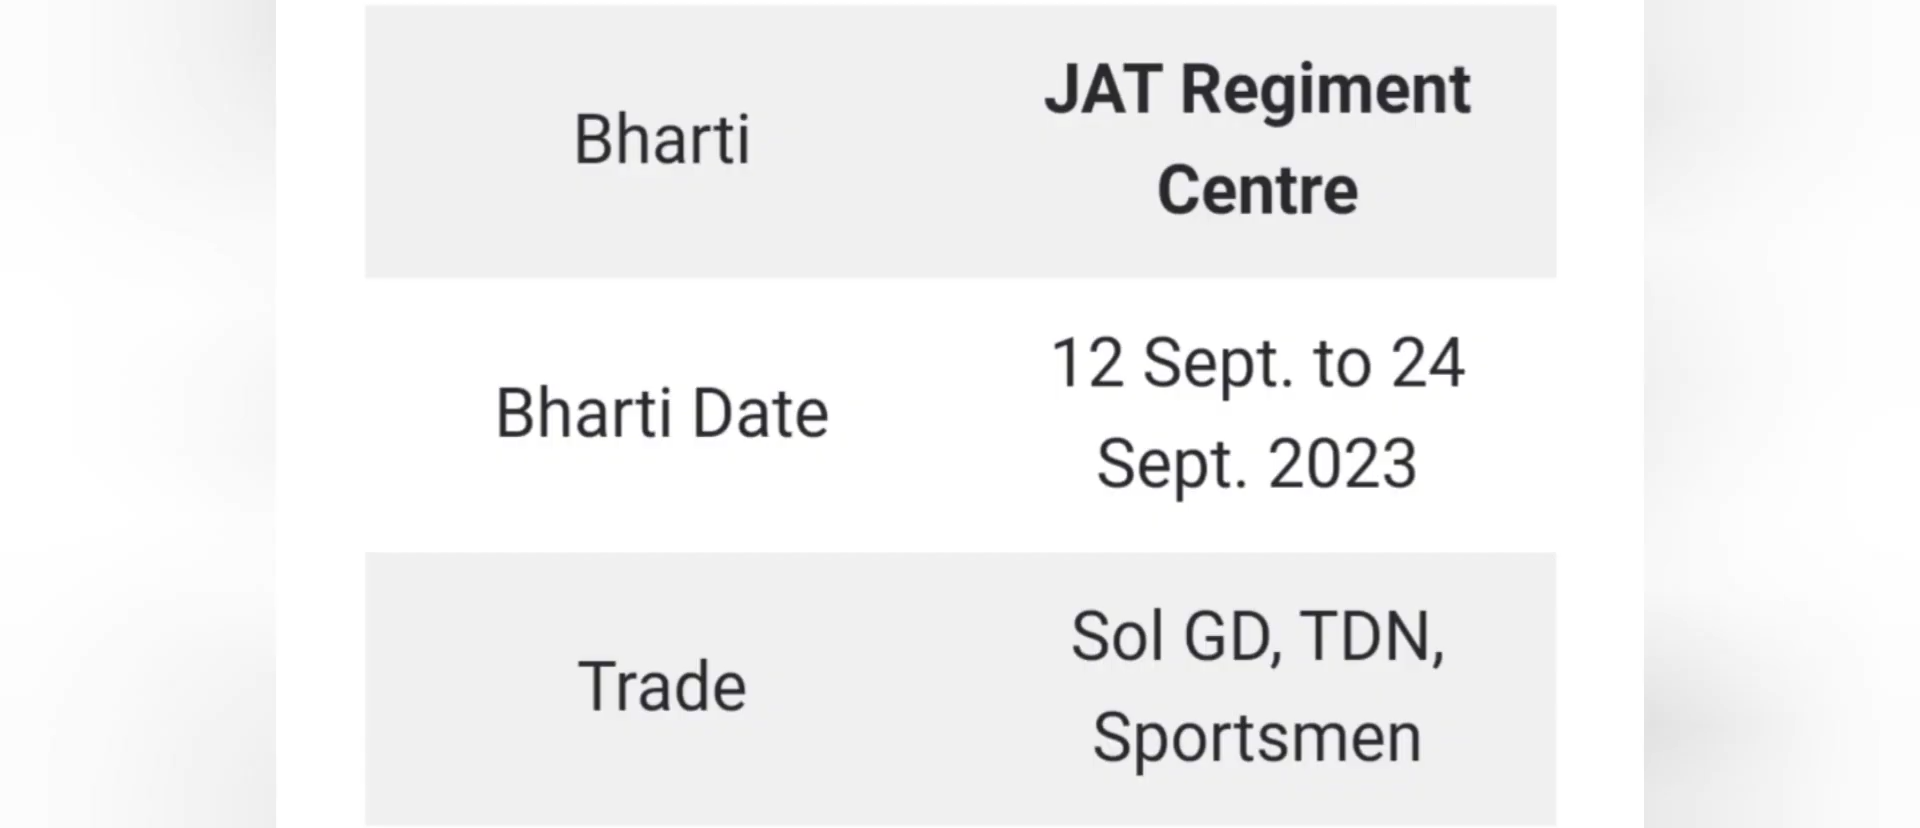 Bharti
JAT Regiment
Centre
Bharti Date
12 Sept. to 24
Sept. 2023
Trade
Sol GD, TDN,
Sportsmen